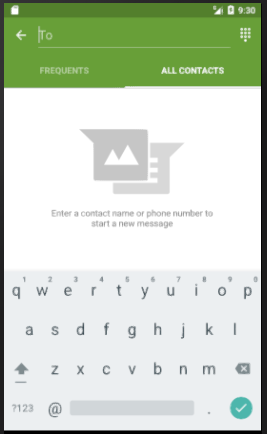 9:30
To
FREQUENTS ALL CONTACTS
Enter a contact name or phone number to
start a new message
1 2 3 4 5 6 7 8 9 0
q w e r t y u i o p
a s d f g h j k l
z x c v b n m
?123 @ .